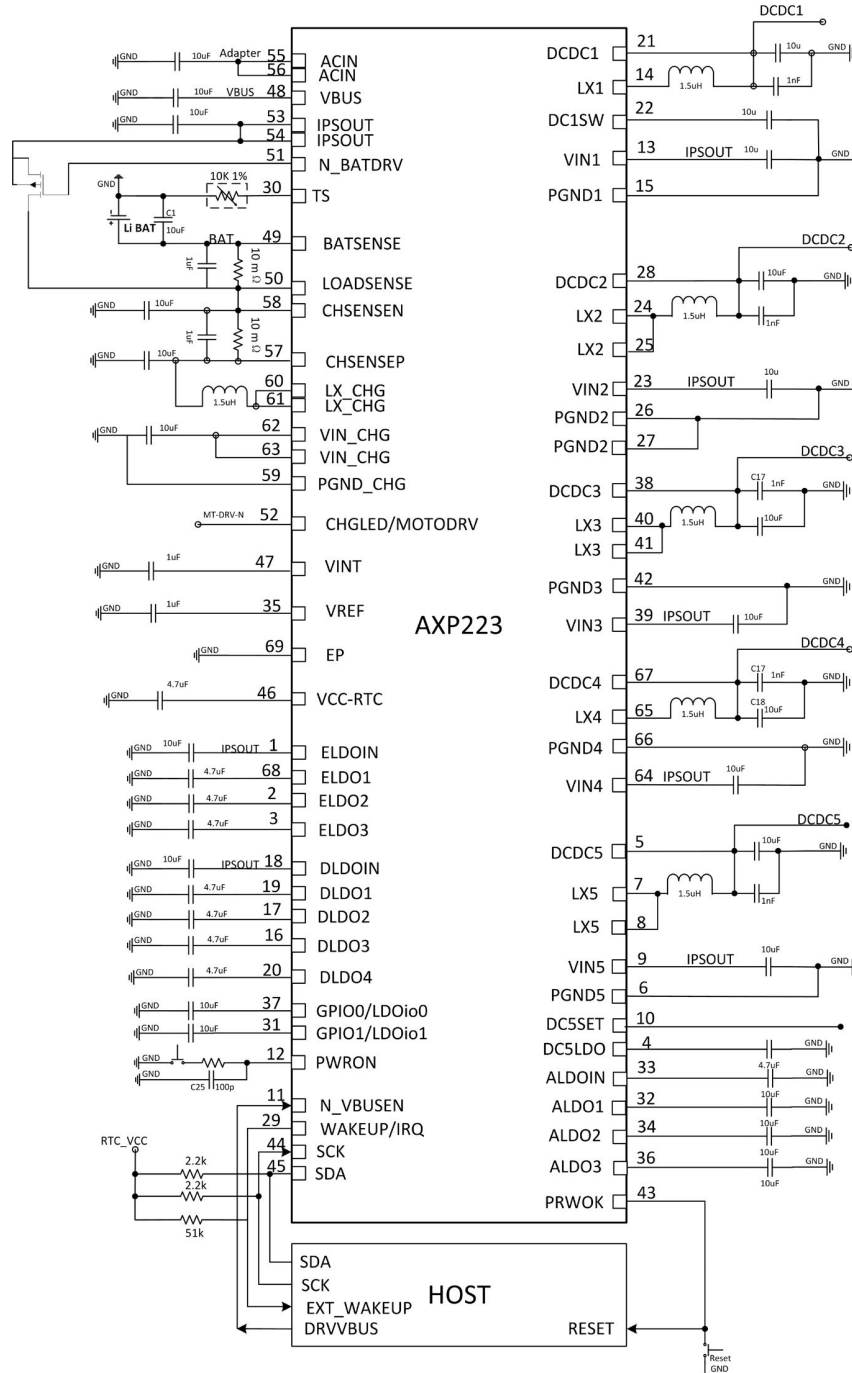 DCDC1
GND 10uF Adapter 55 ACIN
56 ACIN
GND 10uF VBUS 48 VBUS
GND 10uF 53 IPSOUT
54 IPSOUT
51 N_BATDRV
10K 1%
GND 30 TS
Li BAT C1 10uF
BAT 49 BATSENSE
1uF 10 m Ω
50 LOADSENSE
GND 10uF 58 CHSENSEN
1uF 10 m Ω
GND 10uF 57 CHSENSEP
60 LX_CHG
1.5uH 61 LX_CHG
GND 10uF 62 VIN_CHG
63 VIN_CHG
59 PGND_CHG
MT-DRV-N 52 CHGLED/MOTODRV
GND 1uF 47 VINT
GND 1uF 35 VREF
GND 69 EP
GND 4.7uF 46 VCC-RTC
GND 10uF IPSOUT 1 ELDOIN
GND 4.7uF 68 ELDO1
GND 4.7uF 2 ELDO2
GND 4.7uF 3 ELDO3
GND 10uF IPSOUT 18 DLDOIN
GND 4.7uF 19 DLDO1
GND 4.7uF 17 DLDO2
GND 4.7uF 16 DLDO3
GND 4.7uF 20 DLDO4
GND 10uF 37 GPIO0/LDOio0
GND 10uF 31 GPIO1/LDOio1
GND 12 PWRON
GND C25 100p
11 N_VBUSEN
29 WAKEUP/IRQ
44 SCK
45 SDA
RTC_VCC
2.2k
2.2k
51k
AXP223
DCDC1 21 10u GND
LX1 14 1.5uH 1nF
DC1SW 22 10u
VIN1 13 IPSOUT 10u GND
PGND1 15
DCDC2
DCDC2 28 10uF GND
LX2 24 1.5uH 1nF
LX2 25
VIN2 23 IPSOUT 10u GND
PGND2 26
PGND2 27
DCDC3
DCDC3 38 C17 1nF GND
LX3 40 1.5uH 10uF
LX3 41
PGND3 42 GND
VIN3 39 IPSOUT 10uF
DCDC4
DCDC4 67 C17 1nF GND
LX4 65 1.5uH C18 10uF
PGND4 66 GND
VIN4 64 IPSOUT 10uF
DCDC5
DCDC5 5 10uF GND
LX5 7 1.5uH 1nF
LX5 8
VIN5 9 IPSOUT 10uF GND
PGND5 6
DC5SET 10
DC5LDO 4 4.7uF GND
ALDOIN 33 10uF GND
ALDO1 32 10uF GND
ALDO2 34 10uF GND
ALDO3 36 10uF GND
PRWOK 43
SDA
SCK
EXT_WAKEUP
DRVVBUS
HOST
RESET
Reset
GND